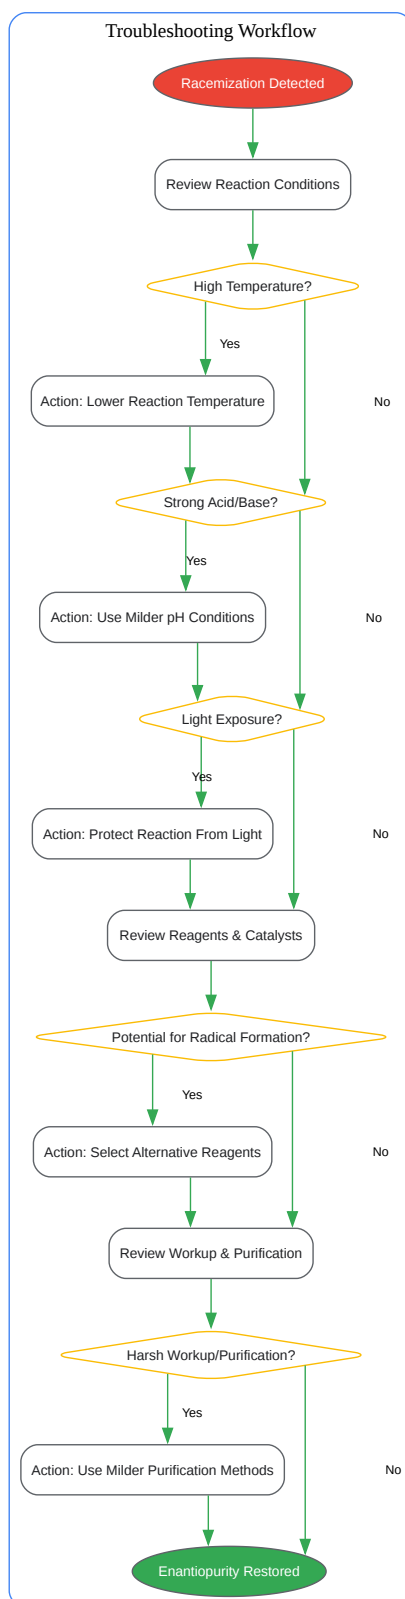 Troubleshooting Workflow
Racemization Detected
Review Reaction Conditions
High Temperature?
Yes
Action: Lower Reaction Temperature
No
Strong Acid/Base?
Yes
Action: Use Milder pH Conditions
No
Light Exposure?
Yes
Action: Protect Reaction From Light
No
Review Reagents & Catalysts
Potential for Radical Formation?
Yes
Action: Select Alternative Reagents
No
Review Workup & Purification
Harsh Workup/Purification?
Yes
Action: Use Milder Purification Methods
No
Enantiopurity Restored